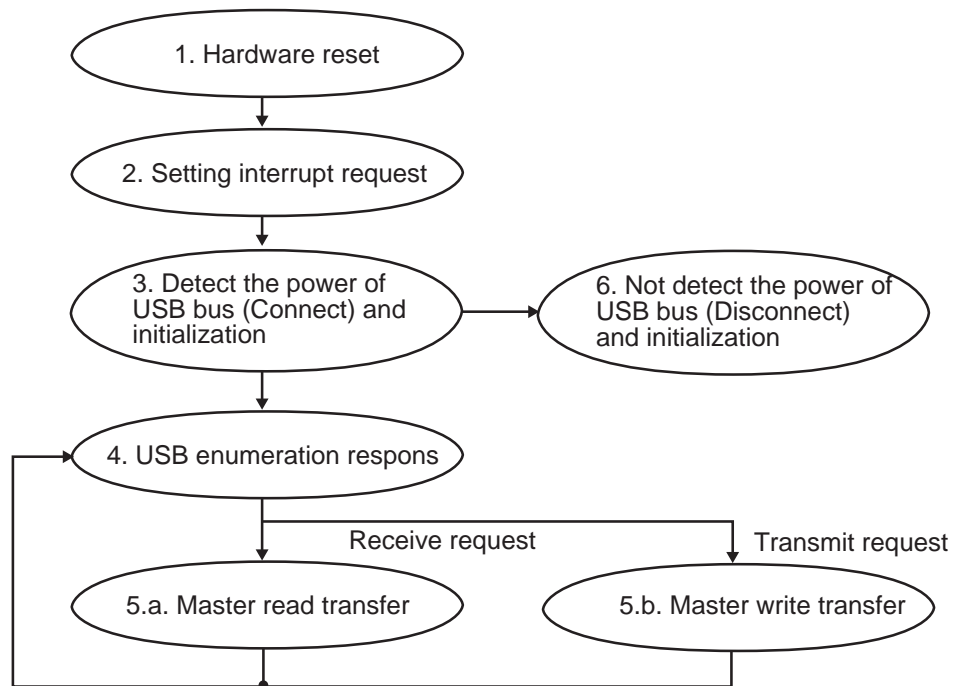 1. Hardware reset
2. Setting interrupt request
3. Detect the power of
USB bus (Connect) and
initialization
6. Not detect the power of
USB bus (Disconnect)
and initialization
4. USB enumeration respons
Receive request
Transmit request
5.a. Master read transfer
5.b. Master write transfer